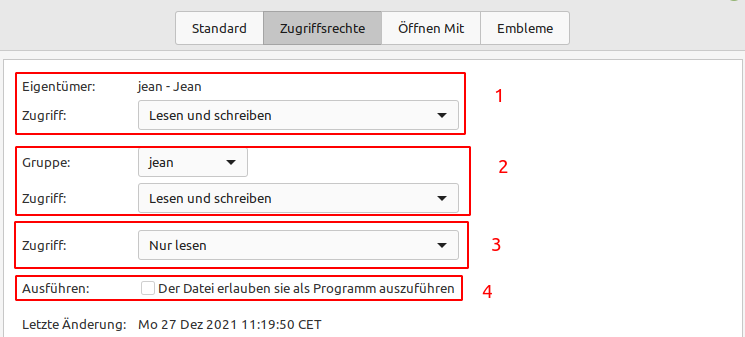 Standard Zugriffsrechte Öffnen Mit Embleme
Eigentümer: jean - Jean
1
Zugriff: Lesen und schreiben
Gruppe: jean
2
Zugriff: Lesen und schreiben
Zugriff: Nur lesen 3
Ausführen: Der Datei erlauben sie als Programm auszuführen 4
Letzte Änderung: Mo 27 Dez 2021 11:19:50 CET